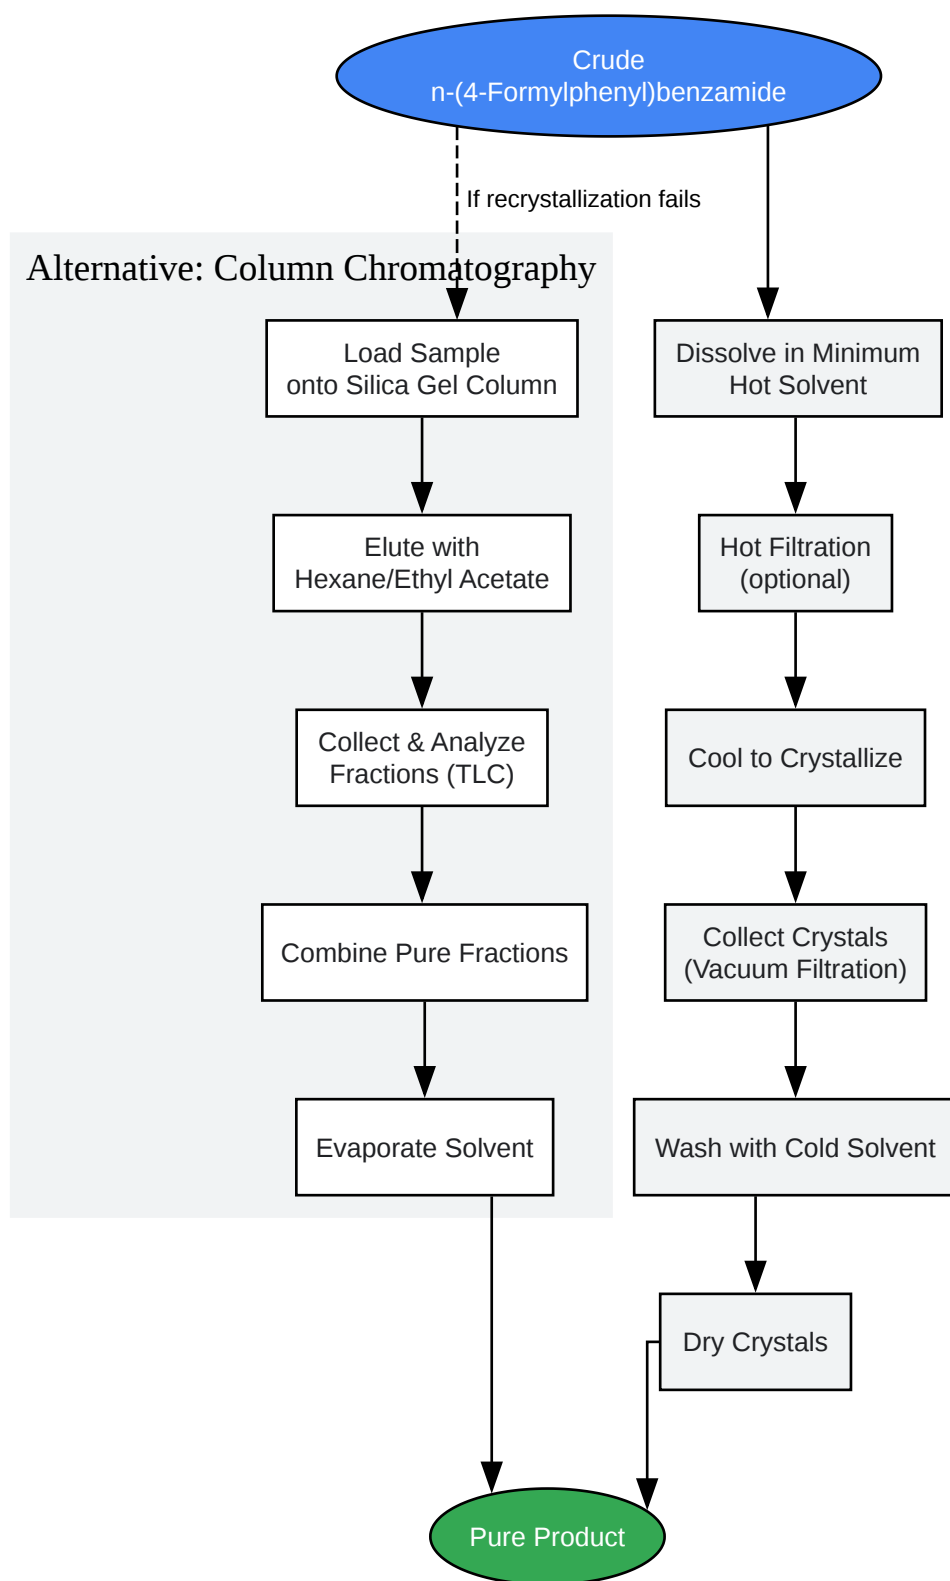 Crude
n-(4-Formylphenyl)benzamide
If recrystallization fails
Alternative: Column Chromatography
Load Sample
onto Silica Gel Column
Dissolve in Minimum
Hot Solvent
Elute with
Hexane/Ethyl Acetate
Hot Filtration
(optional)
Collect & Analyze
Fractions (TLC)
Cool to Crystallize
Combine Pure Fractions
Collect Crystals
(Vacuum Filtration)
Evaporate Solvent
Wash with Cold Solvent
Dry Crystals
Pure Product